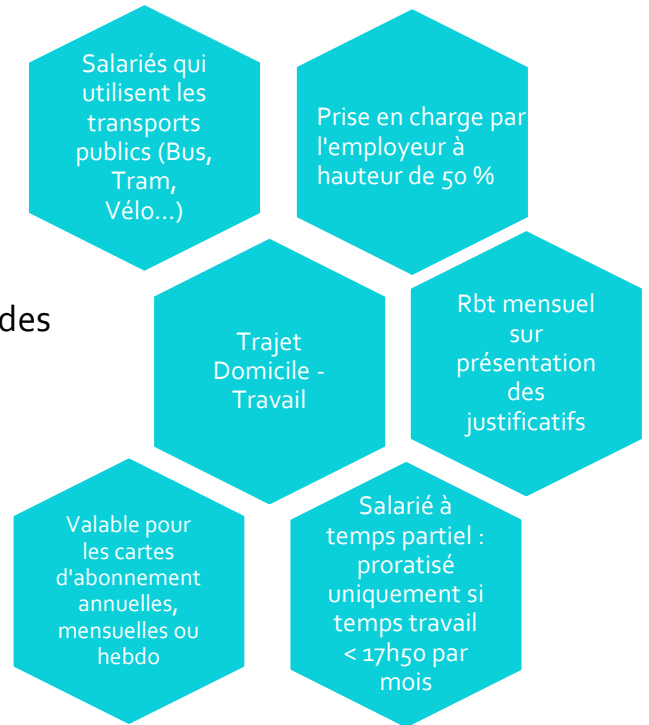 Salariés qui
utilisent les
transports
publics (Bus,
Tram,
Vélo...)
Prise en charge par
l'employeur à
hauteur de 50 %
des
Trajet
Domicile -
Travail
Rbt mensuel
sur
présentation
des
justificatifs
Valable pour
les cartes
d'abonnement
annuelles,
mensuelles ou
hebdo
Salarié à
temps partiel :
proratisé
uniquement si
temps travail
< 17h50 par
mois